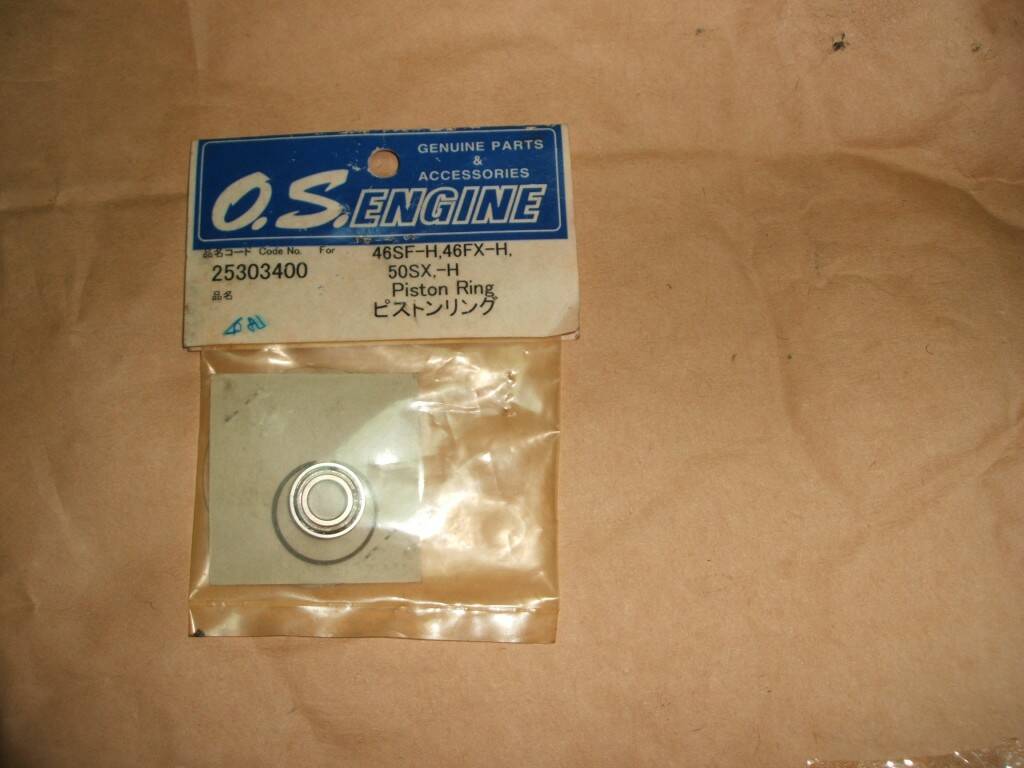 GENUINE PARTS
&
ACCESSORIES
O.S.ENGINE
品名コード Code No. For 46SF-H,46FX-H,
25303400 50SX,-H
品名 Piston Ring
ピストンリング